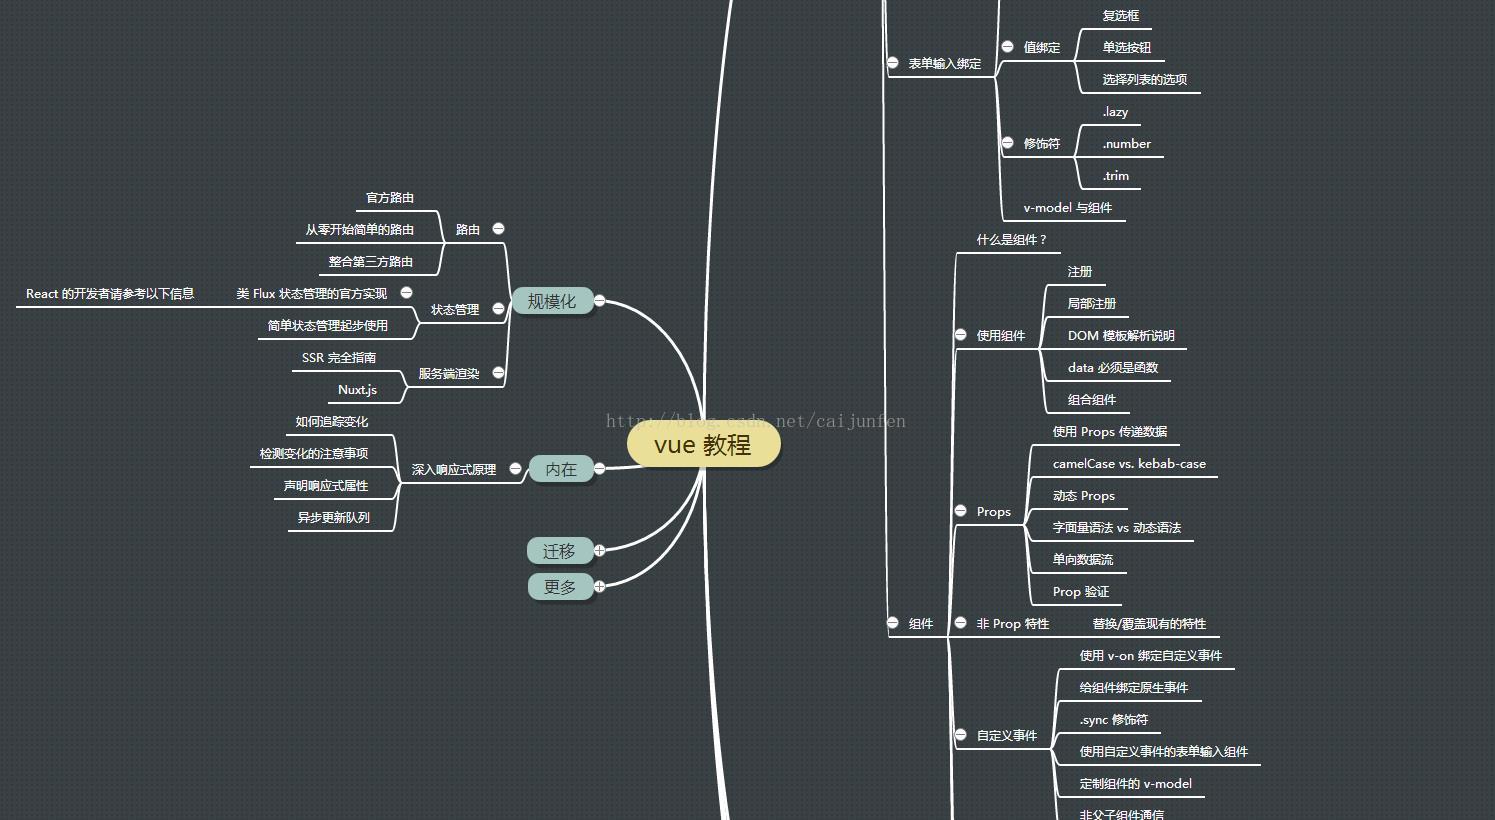 复选框
值绑定
单选按钮
表单输入绑定
选择列表的选项
.lazy
修饰符
.number
.trim
v-model 与组件
什么是组件？
注册
局部注册
使用组件
DOM 模板解析说明
data 必须是函数
组合组件
使用 Props 传递数据
camelCase vs. kebab-case
动态 Props
Props
字面量语法 vs 动态语法
单向数据流
Prop 验证
组件
非 Prop 特性
替换/覆盖现有的特性
使用 v-on 绑定自定义事件
给组件绑定原生事件
.sync 修饰符
自定义事件
使用自定义事件的表单输入组件
定制组件的 v-model
非父子组件通信
官方路由
从零开始简单的路由
路由
整合第三方路由
React 的开发者请参考以下信息
类 Flux 状态管理的官方实现
状态管理
规模化
简单状态管理起步使用
SSR 完全指南
服务端渲染
Nuxt.js
如何追踪变化
检测变化的注意事项
深入响应式原理
内在
声明响应式属性
异步更新队列
迁移
更多
http://blog.csdn.net/caijunfen
vue 教程